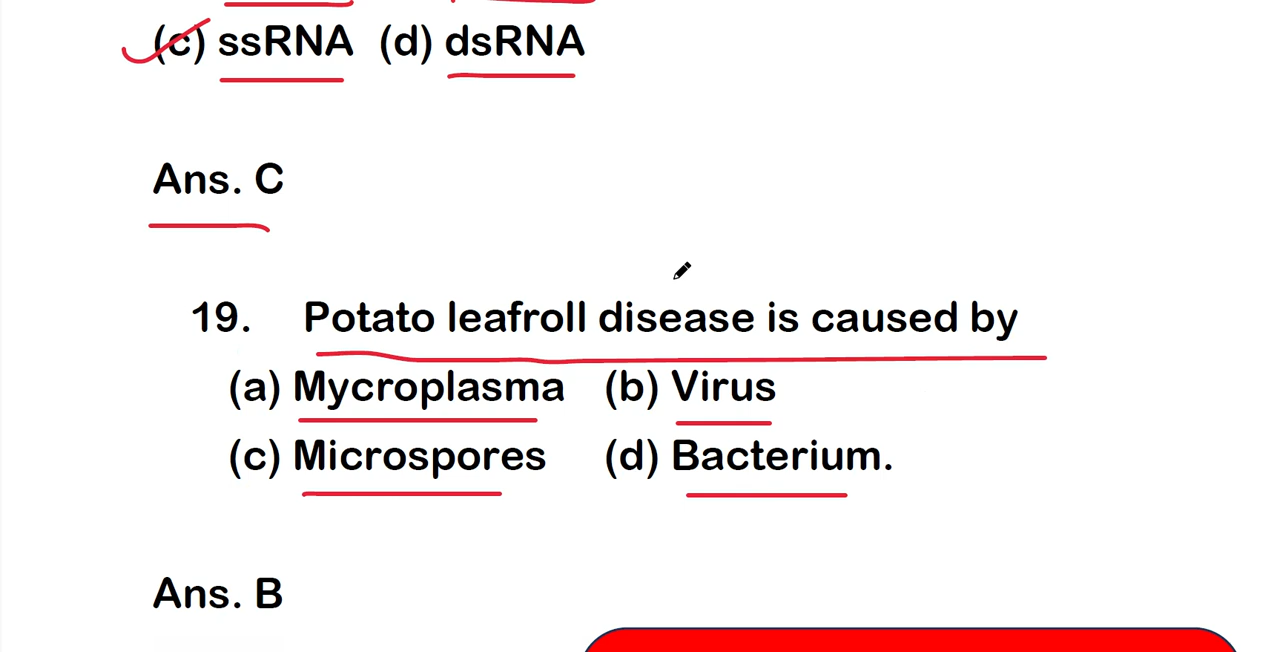 (c) ssRNA (d) dsRNA
Ans. C
19. Potato leafroll disease is caused by
(a) Mycroplasma (b) Virus
(c) Microspores (d) Bacterium.
Ans. B